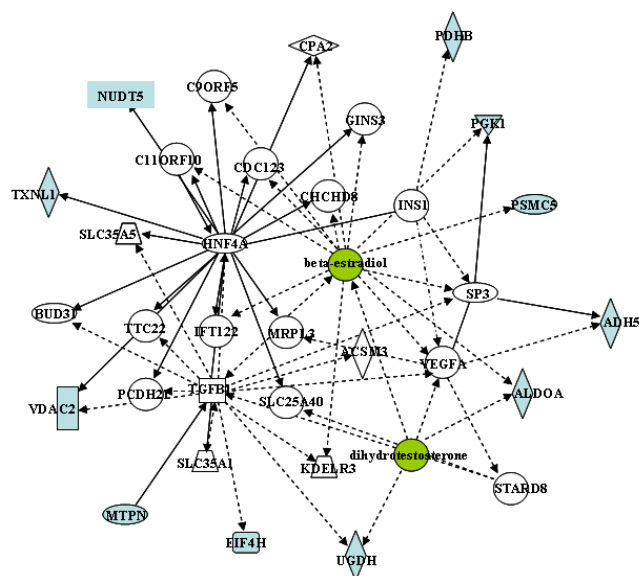 CPA2
PDHB
C9ORF5
NUDT5
GINS3
PGK1
C11ORF10
CDC123
TXNL1
CHCHD8
INS1
PSMC5
SLC35A5
HNF4A
beta-estradiol
SP3
BUD31
TTC22
IFT122
MRPL3
ACSM3
VEGFA
ADH5
VDAC2
PCDH21
TGFB1
SLC25A40
ALDOA
SLC35A1
KDELR3
dihydrotestosterone
STARD8
MTPN
EIF4H
UGDH